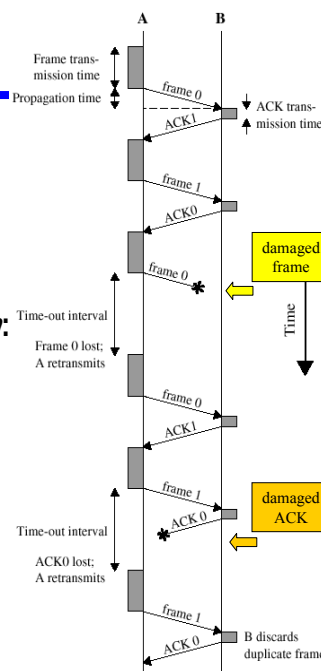 A B
Frame trans-
mission time
Propagation time
frame 0
ACK trans-
mission time
ACK1
frame 1
ACK0
damaged
frame
frame 0
*
Time
Time-out interval
y:
Frame 0 lost;
A retransmits
frame 0
ACK1
frame 1
damaged
ACK
ACK 0
*
Time-out interval
ACK0 lost;
A retransmits
frame 1
B discards
duplicate frame
ACK 0